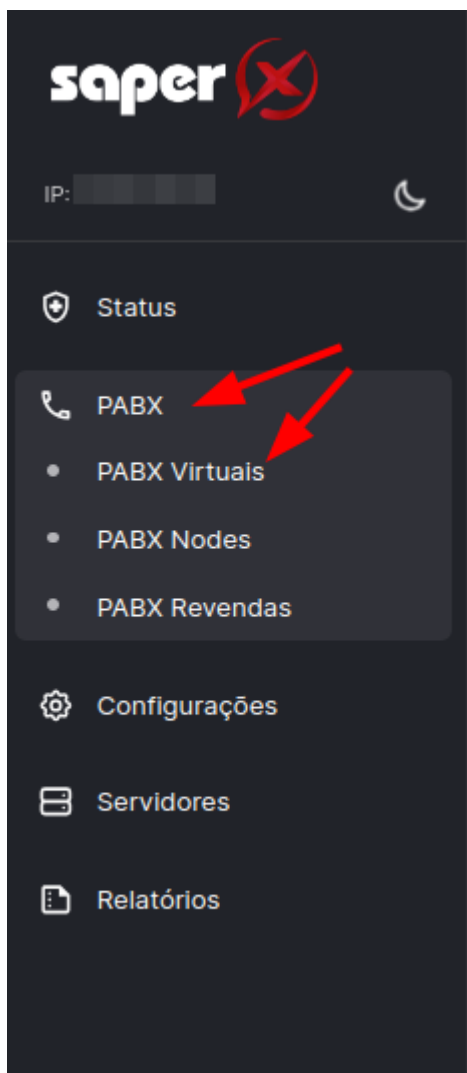 saper
IP:
Status
PABX
PABX Virtuais
PABX Nodes
PABX Revendas
Configurações
Servidores
Relatórios